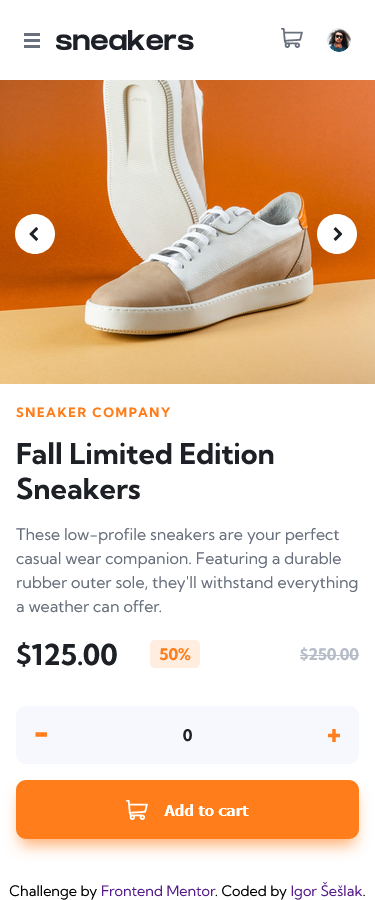 sneakers
SNEAKER COMPANY
Fall Limited Edition
Sneakers
These low-profile sneakers are your perfect
casual wear companion. Featuring a durable
rubber outer sole, they'll withstand everything
a weather can offer.
$125.00 50% $250.00
- 0 +
Add to cart
Challenge by Frontend Mentor. Coded by Igor Šešlak.